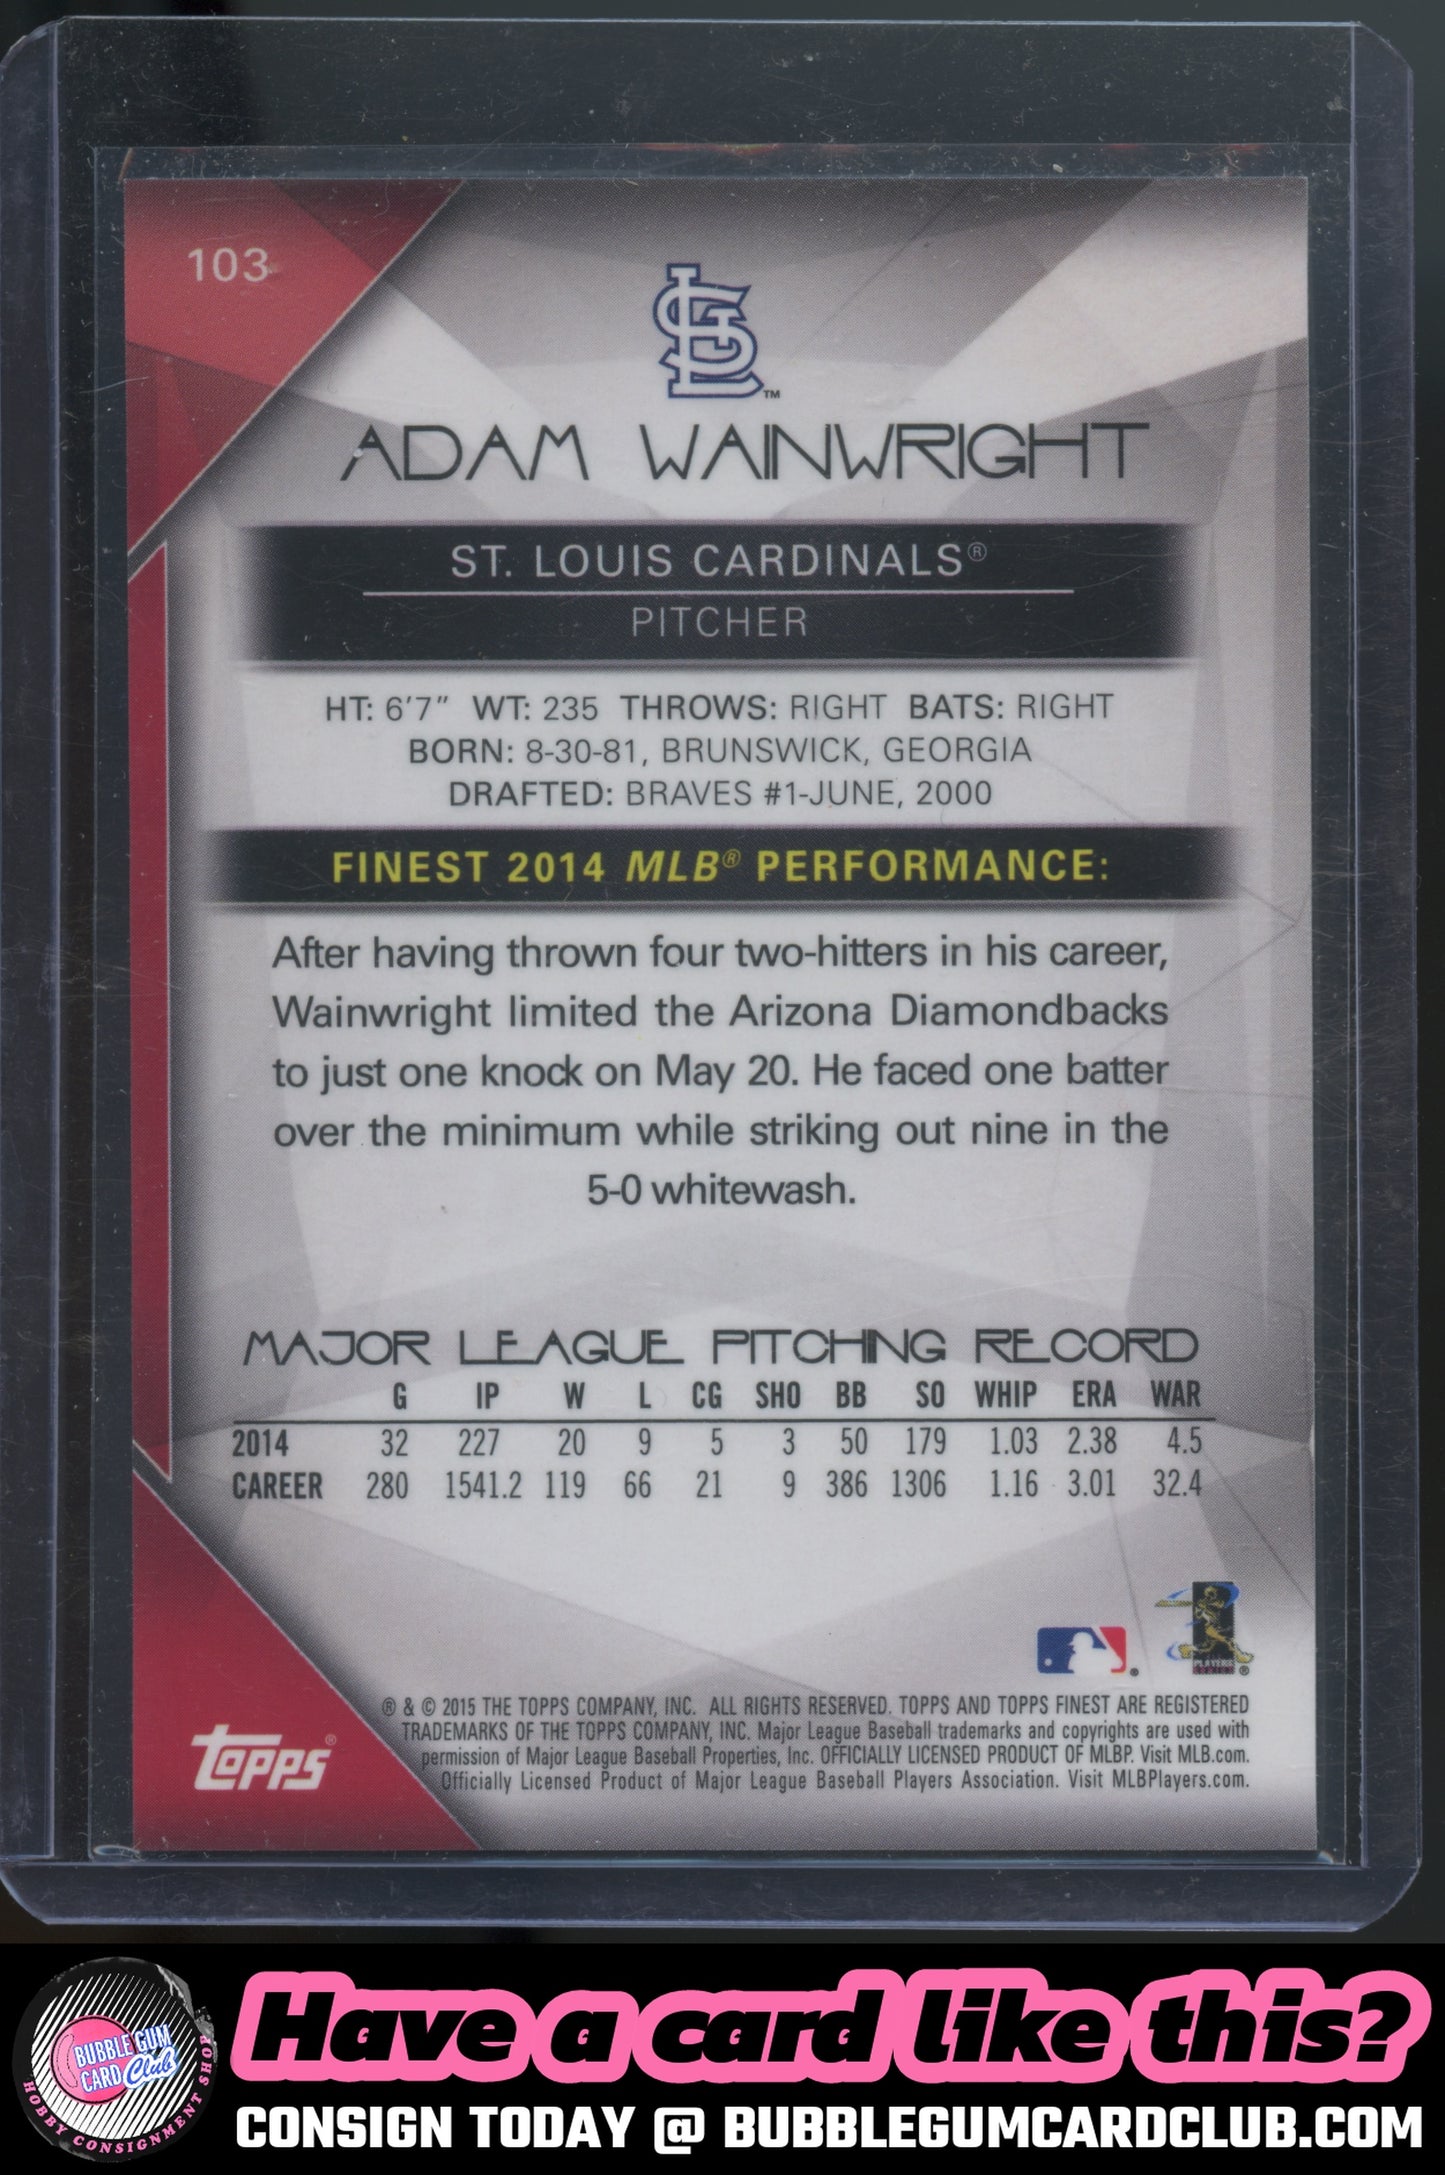 103
STL™
ADAM WAINWRIGHT
ST. LOUIS CARDINALS®
PITCHER
HT: 6'7" WT: 235 THROWS: RIGHT BATS: RIGHT
BORN: 8-30-81, BRUNSWICK, GEORGIA
DRAFTED: BRAVES #1-JUNE, 2000
FINEST 2014 MLB® PERFORMANCE:
After having thrown four two-hitters in his career,
Wainwright limited the Arizona Diamondbacks
to just one knock on May 20. He faced one batter
over the minimum while striking out nine in the
5-0 whitewash.
MAJOR LEAGUE PITCHING RECORD
G IP W L CG SHO BB SO WHIP ERA WAR
2014 32 227 20 9 5 3 50 179 1.03 2.38 4.5
CAREER 280 1541.2 119 66 21 9 386 1306 1.16 3.01 32.4
PLAYERS
®
® & © 2015 THE TOPPS COMPANY, INC. ALL RIGHTS RESERVED. TOPPS AND TOPPS FINEST ARE REGISTERED
TRADEMARKS OF THE TOPPS COMPANY, INC. Major League Baseball trademarks and copyrights are used with
permission of Major League Baseball Properties, Inc. OFFICIALLY LICENSED PRODUCT OF MLBP. Visit MLB.com.
Officially Licensed Product of Major League Baseball Players Association. Visit MLBPlayers.com.
topps®
BUBBLE GUM
CARD Club
HOBBY CONSIGNMENT SHOP
Have a card like this?
CONSIGN TODAY @ BUBBLEGUMCARDCLUB.COM